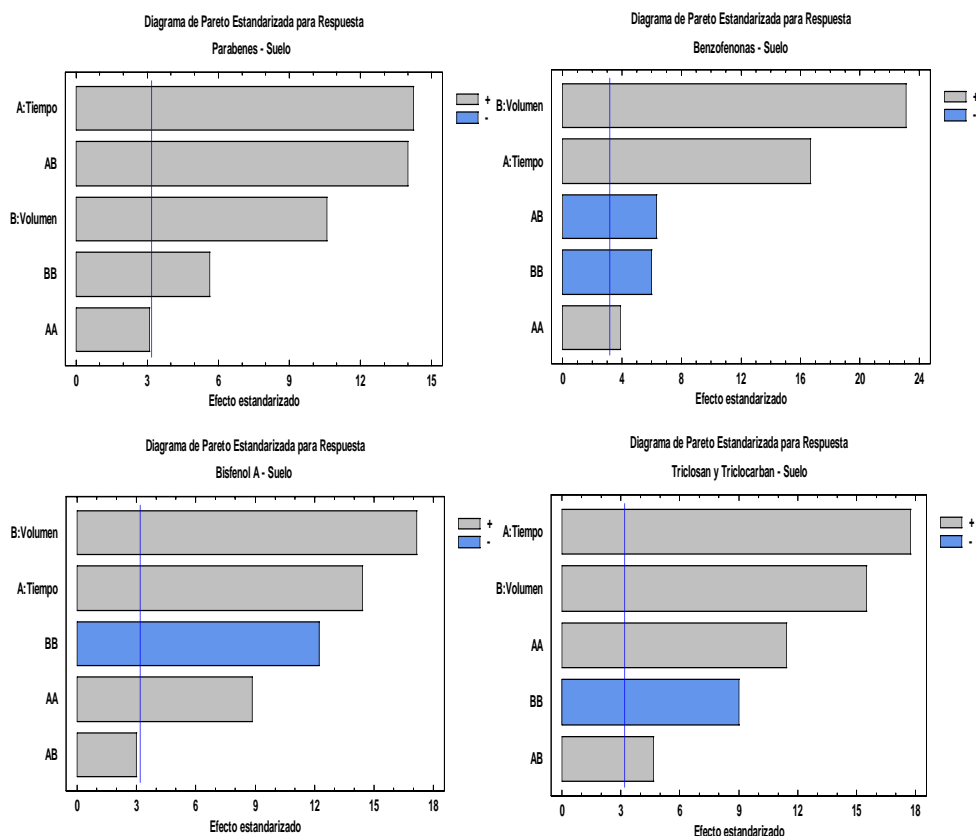 Diagrama de Pareto Estandarizada para Respuesta
Parabenes - Suelo
A:Tiempo
AB
B:Volumen
BB
AA
+
-
0 3 6 9 12 15
Efecto estandarizado
Diagrama de Pareto Estandarizada para Respuesta
Benzofenonas - Suelo
B:Volumen
A:Tiempo
AB
BB
AA
+
-
0 4 8 12 16 20 24
Efecto estandarizado
Diagrama de Pareto Estandarizada para Respuesta
Bisfenol A - Suelo
B:Volumen
A:Tiempo
BB
AA
AB
+
-
0 3 6 9 12 15 18
Efecto estandarizado
Diagrama de Pareto Estandarizada para Respuesta
Triclosan y Triclocarban - Suelo
A:Tiempo
B:Volumen
AA
BB
AB
+
-
0 3 6 9 12 15 18
Efecto estandarizado